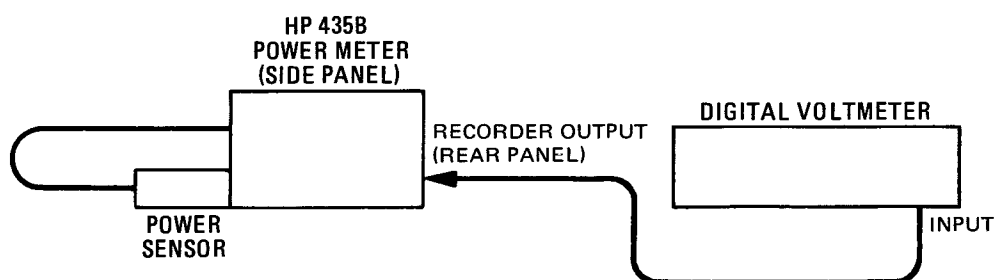 HP 435B
POWER METER
(SIDE PANEL)
DIGITAL VOLTMETER
RECORDER OUTPUT
(REAR PANEL)
POWER
SENSOR
INPUT